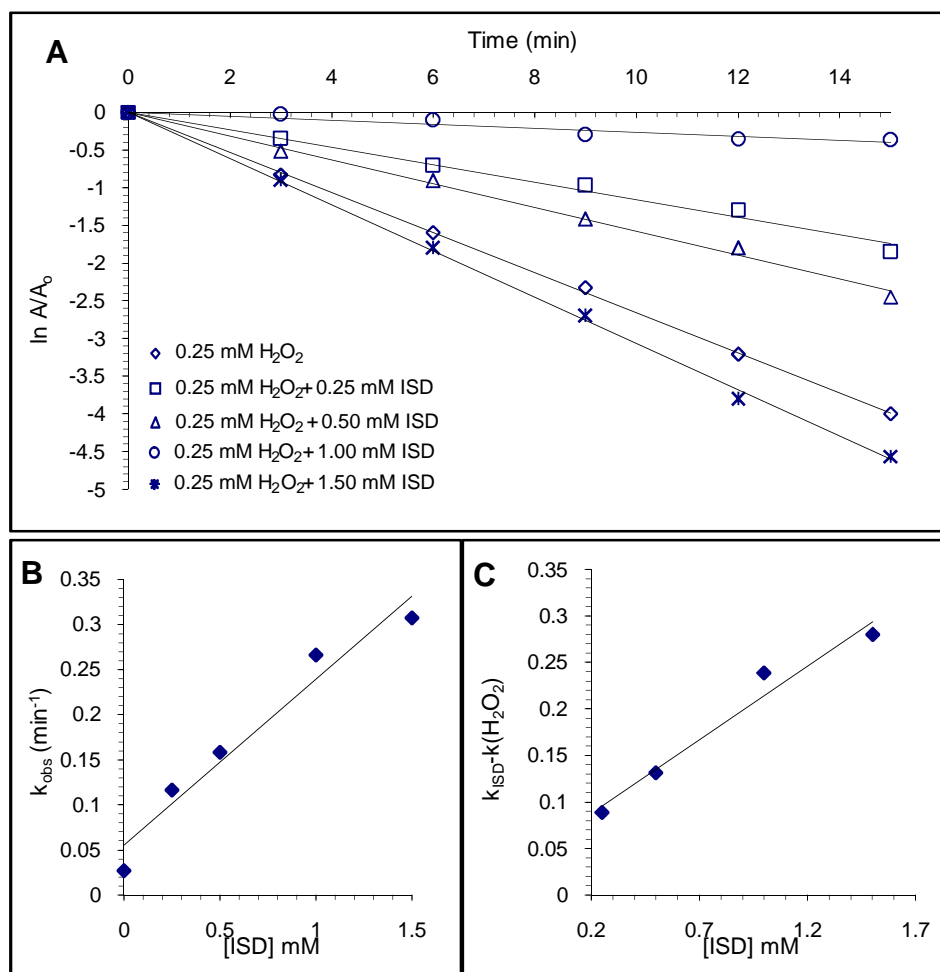 A
Time (min)
0 2 4 6 8 10 12 14
0
-0.5
-1
-1.5
-2
-2.5
-3
-3.5
-4
-4.5
-5
ln A/Aₒ
0.25 mM H₂O₂
0.25 mM H₂O₂+ 0.25 mM ISD
0.25 mM H₂O₂ + 0.50 mM ISD
0.25 mM H₂O₂+ 1.00 mM ISD
0.25 mM H₂O₂+ 1.50 mM ISD
B
0.35
0.3
0.25
0.2
0.15
0.1
0.05
0
k_obs (min⁻¹)
0 0.5 1 1.5
[ISD] mM
C
0.35
0.3
0.25
0.2
0.15
0.1
0.05
0
k_ISD-k(H₂O₂)
0.2 0.7 1.2 1.7
[ISD] mM